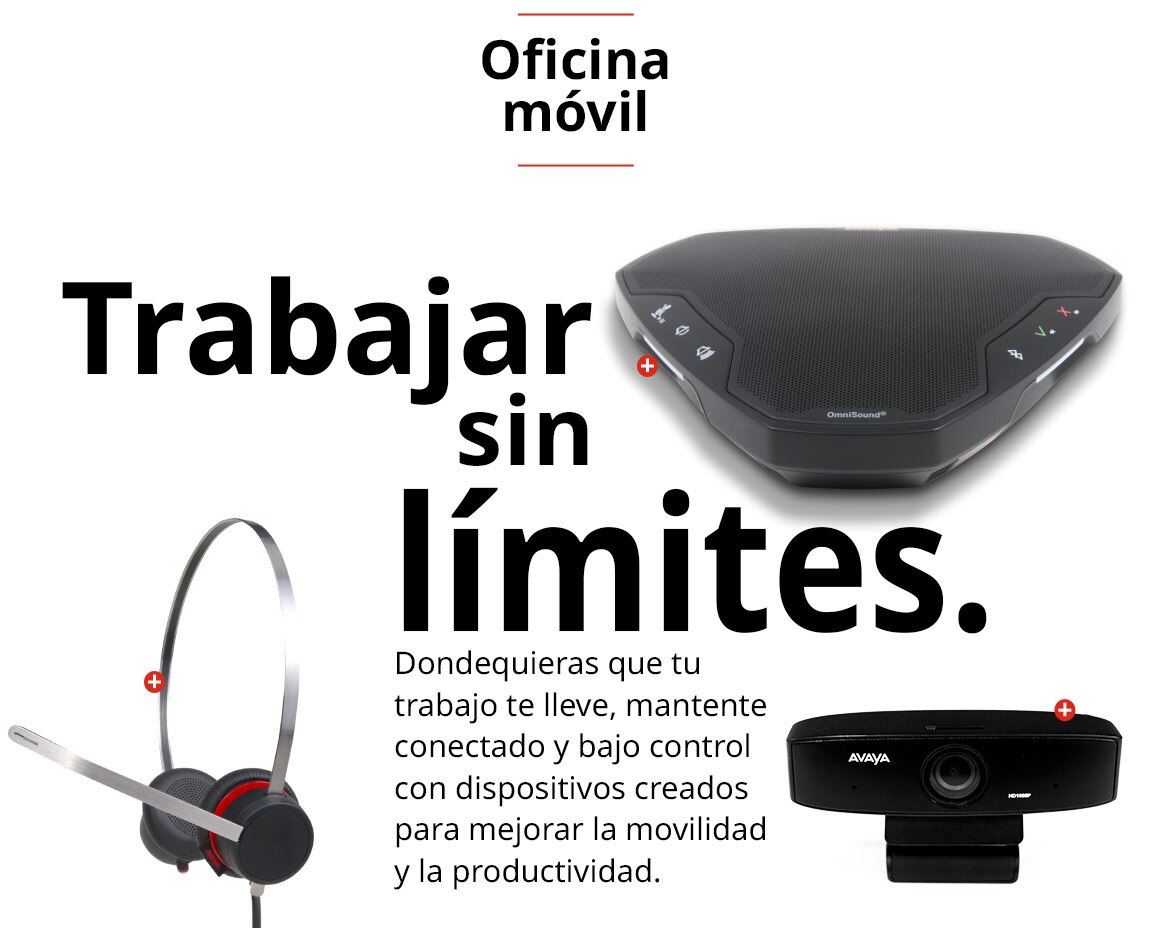 Oficina
móvil
Trabajar
sin
límites.
OmniSound®
Dondequieras que tu
trabajo te lleve, mantente
conectado y bajo control
con dispositivos creados
para mejorar la movilidad
y la productividad.
AVAYA
HD1080P